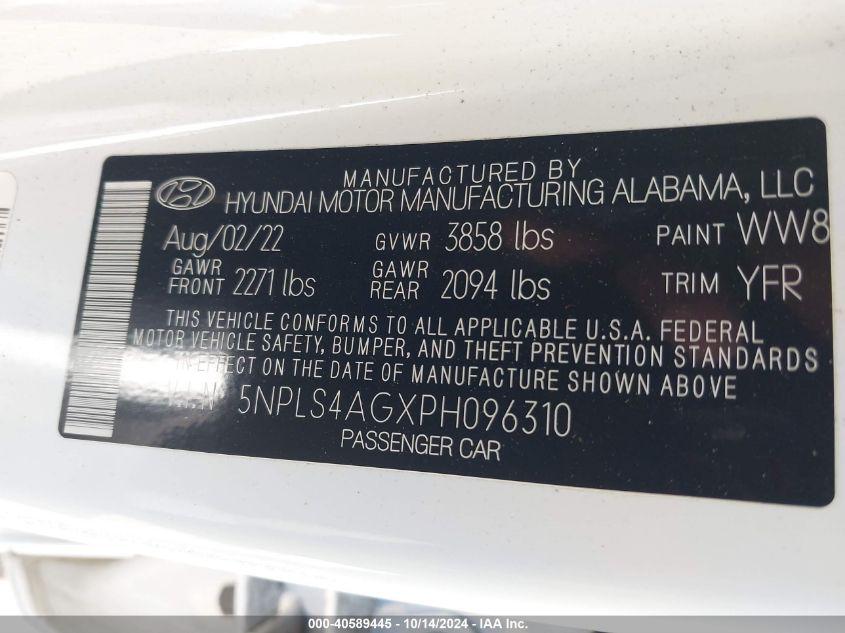 MANUFACTURED BY
HYUNDAI MOTOR MANUFACTURING ALABAMA, LLC
Aug/02/22 GVWR 3858 lbs PAINT WW8
GAWR FRONT 2271 lbs GAWR REAR 2094 lbs TRIM YFR
THIS VEHICLE CONFORMS TO ALL APPLICABLE U.S.A. FEDERAL
MOTOR VEHICLE SAFETY, BUMPER, AND THEFT PREVENTION STANDARDS
IN EFFECT ON THE DATE OF MANUFACTURE SHOWN ABOVE
V.I.N 5NPLS4AGXPH096310
PASSENGER CAR
Stock No: 40589445 - 10/14/2024 - IAA Inc.